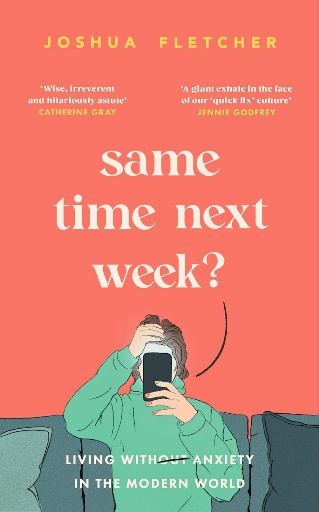 JOSHUA FLETCHER
‘Wise, irreverent
and hilariously astute’
CATHERINE GRAY
‘A giant exhale in the face
of our ‘quick fix’ culture’
JENNIE GODFREY
same
time next
week?
LIVING WITHOUT ANXIETY
IN THE MODERN WORLD